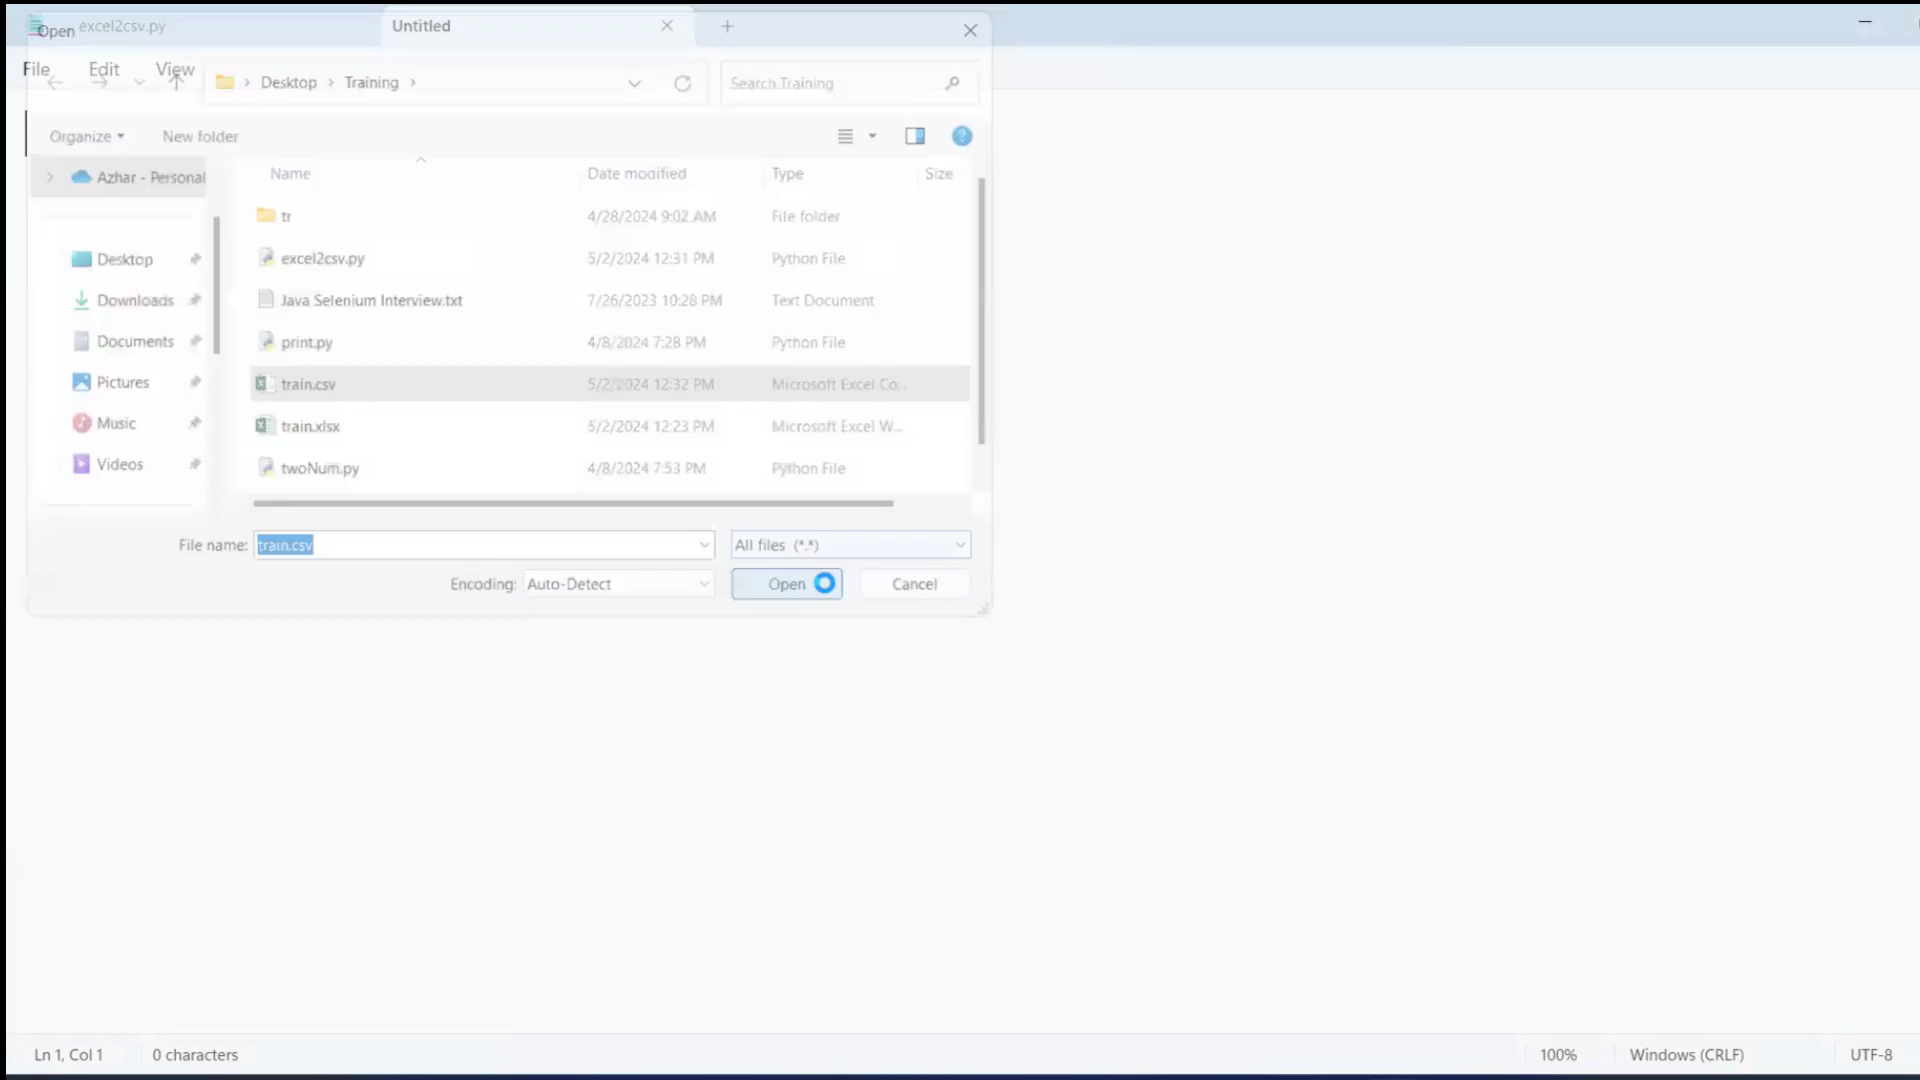 Open excel2csv.py Untitled
File Edit View
Desktop Training Search Training
Organize New folder
Azhar - Personal
Desktop
Downloads
Documents
Pictures
Music
Videos
Name Date modified Type Size
tr 4/28/2024 9:02 AM File folder
excel2csv.py 5/2/2024 12:31 PM Python File
Java Selenium Interview.txt 7/26/2023 10:28 PM Text Document
print.py 4/8/2024 7:28 PM Python File
train.csv 5/2/2024 12:32 PM Microsoft Excel Co...
train.xlsx 5/2/2024 12:23 PM Microsoft Excel W...
twoNum.py 4/8/2024 7:53 PM Python File
File name: train.csv All files (*.*)
Encoding: Auto-Detect Open Cancel
Ln 1, Col 1 0 characters 100% Windows (CRLF) UTF-8